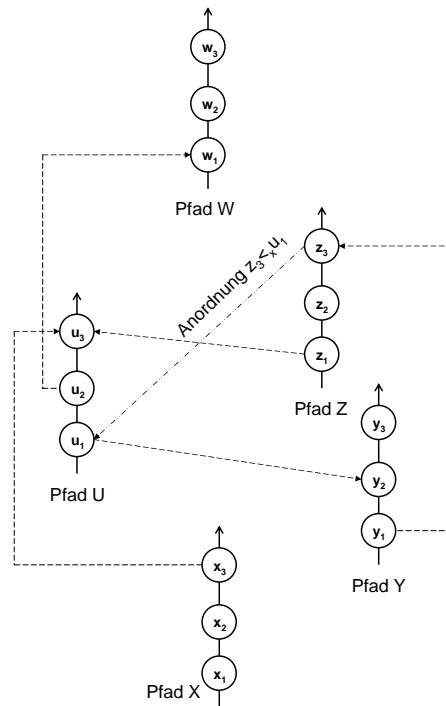 w3
w2
w1
Pfad W
z3
z2
z1
Pfad Z
Anordnung z3<xu1
u3
u2
u1
Pfad U
y3
y2
y1
Pfad Y
x3
x2
x1
Pfad X